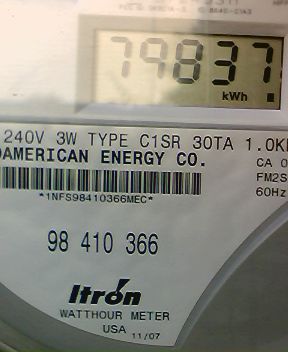 79837
kWh
240V 3W TYPE C1SR 30TA 1.0K
DAMERICAN ENERGY CO.
CA 0
FM2S
60Hz
*1NFS98410366MEC*
98 410 366
Itron
WATTHOUR METER
USA 11/07